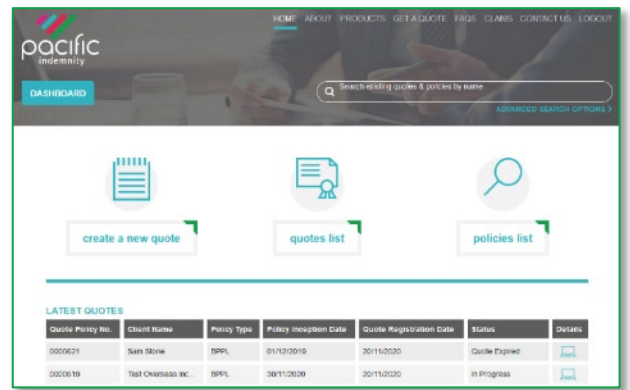 HOME ABOUT PRODUCTS GET A QUOTE FAQS CLAIMS CONTACT US LOGOUT
pacific
indemnity
DASHBOARD
Search existing quotes & policies by name
ADVANCED SEARCH OPTIONS >
create a new quote quotes list policies list
LATEST QUOTES
Quote Policy No. Client Name Policy Type Policy Inception Date Quote Registration Date Status Details
0000621 Sam Stone BPPL 01/12/2019 20/11/2020 Quote Expired
0000619 Test Overseas Inc... BPPL 30/11/2020 20/11/2020 In Progress